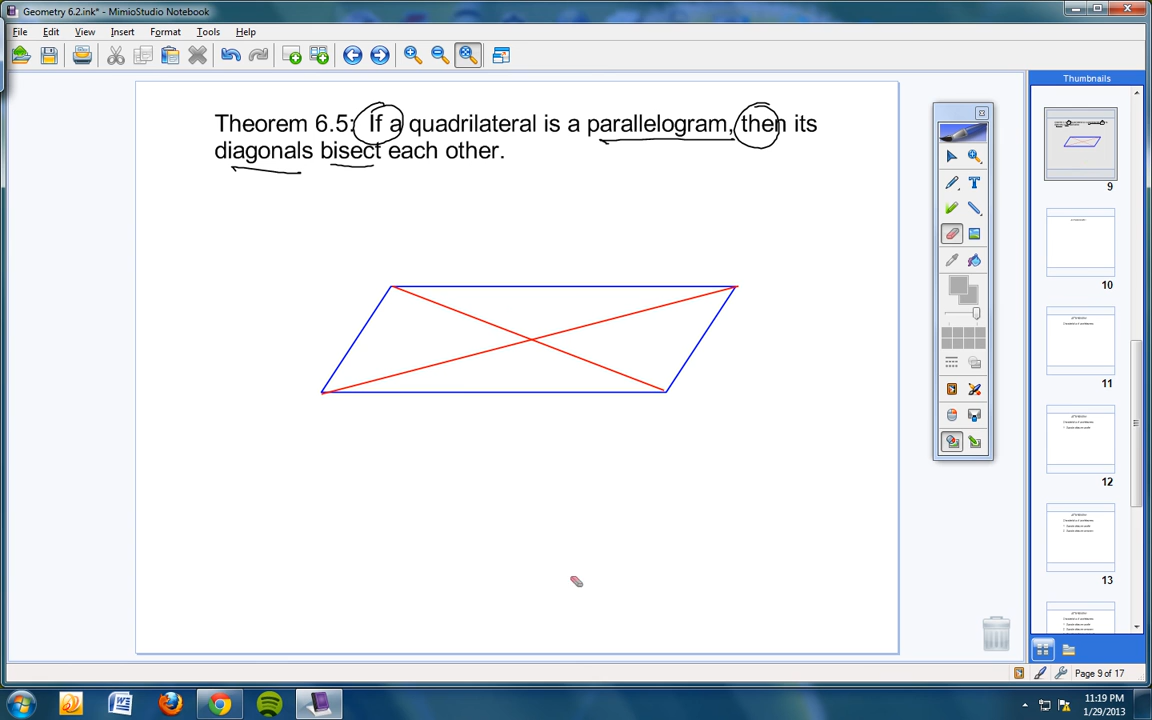 Geometry 6.2.ink* - MimioStudio Notebook
File Edit View Insert Format Tools Help
Thumbnails
Theorem 6.5: If a quadrilateral is a parallelogram, then its
diagonals bisect each other.
T
9
10
11
12
13
Page 9 of 17
11:19 PM
1/29/2013